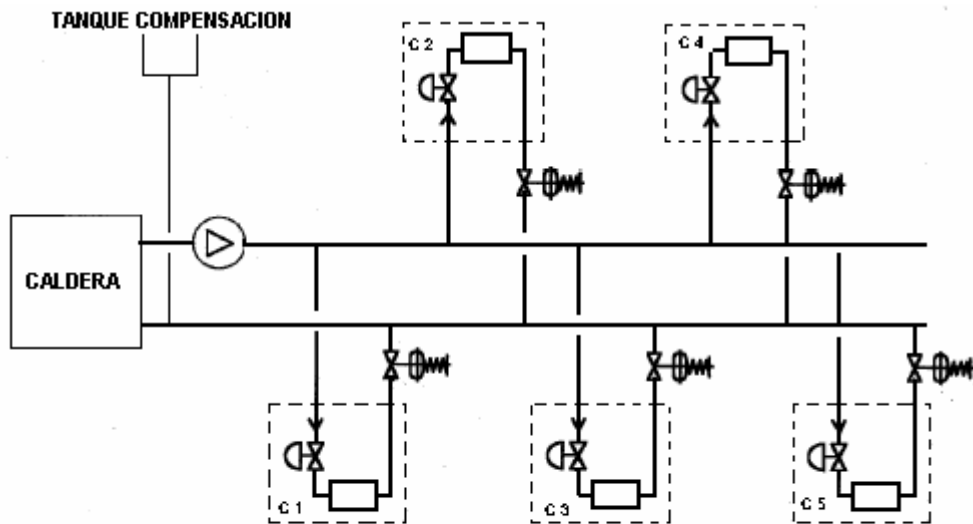 TANQUE COMPENSACION
C 2
C 4
CALDERA
C 1
C 3
C 5